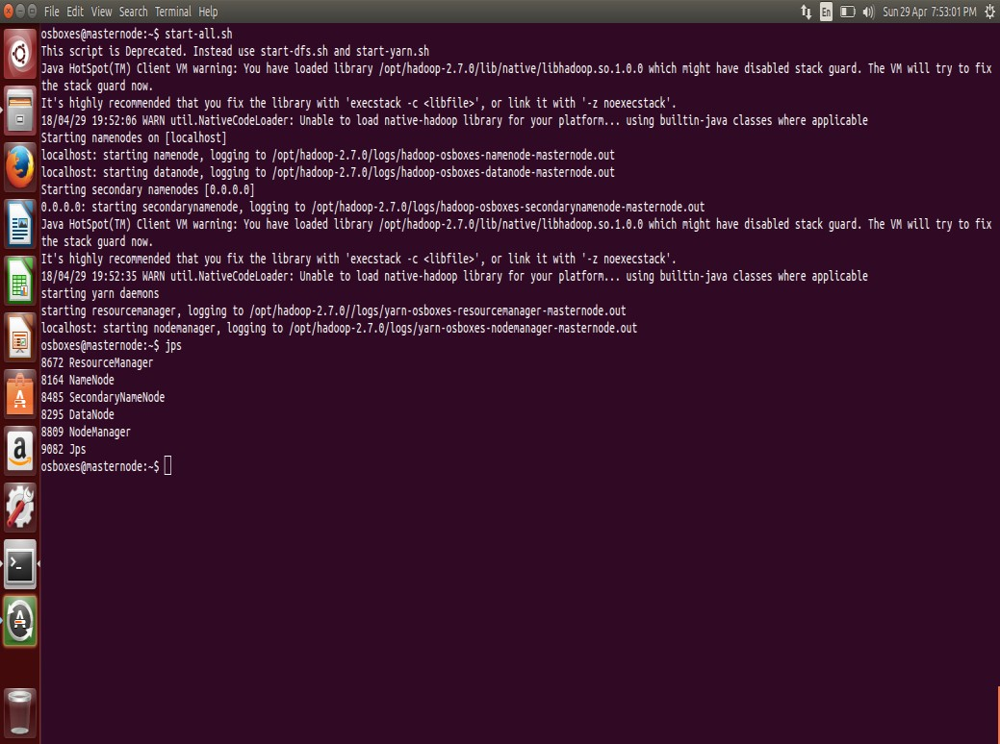 File Edit View Search Terminal Help
En
Sun 29 Apr 7:53:01 PM
osboxes@masternode:~$ start-all.sh
This script is Deprecated. Instead use start-dfs.sh and start-yarn.sh
Java HotSpot(TM) Client VM warning: You have loaded library /opt/hadoop-2.7.0/lib/native/libhadoop.so.1.0.0 which might have disabled stack guard. The VM will try to fix
the stack guard now.
It's highly recommended that you fix the library with 'execstack -c <libfile>', or link it with '-z noexecstack'.
18/04/29 19:52:06 WARN util.NativeCodeLoader: Unable to load native-hadoop library for your platform... using builtin-java classes where applicable
Starting namenodes on [localhost]
localhost: starting namenode, logging to /opt/hadoop-2.7.0/logs/hadoop-osboxes-namenode-masternode.out
localhost: starting datanode, logging to /opt/hadoop-2.7.0/logs/hadoop-osboxes-datanode-masternode.out
Starting secondary namenodes [0.0.0.0]
0.0.0.0: starting secondarynamenode, logging to /opt/hadoop-2.7.0/logs/hadoop-osboxes-secondarynamenode-masternode.out
Java HotSpot(TM) Client VM warning: You have loaded library /opt/hadoop-2.7.0/lib/native/libhadoop.so.1.0.0 which might have disabled stack guard. The VM will try to fix
the stack guard now.
It's highly recommended that you fix the library with 'execstack -c <libfile>', or link it with '-z noexecstack'.
18/04/29 19:52:35 WARN util.NativeCodeLoader: Unable to load native-hadoop library for your platform... using builtin-java classes where applicable
starting yarn daemons
starting resourcemanager, logging to /opt/hadoop-2.7.0//logs/yarn-osboxes-resourcemanager-masternode.out
localhost: starting nodemanager, logging to /opt/hadoop-2.7.0/logs/yarn-osboxes-nodemanager-masternode.out
osboxes@masternode:~$ jps
8672 ResourceManager
8164 NameNode
8485 SecondaryNameNode
8295 DataNode
8809 NodeManager
9082 Jps
osboxes@masternode:~$